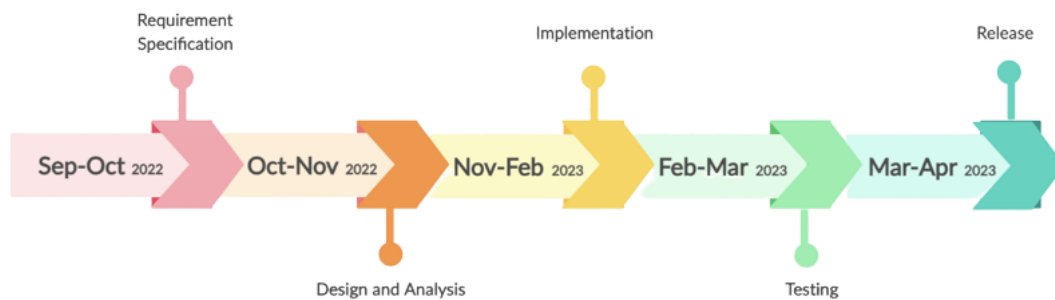 Requirement
Specification
Implementation
Release
Sep-Oct 2022
Oct-Nov 2022
Nov-Feb 2023
Feb-Mar 2023
Mar-Apr 2023
Design and Analysis
Testing